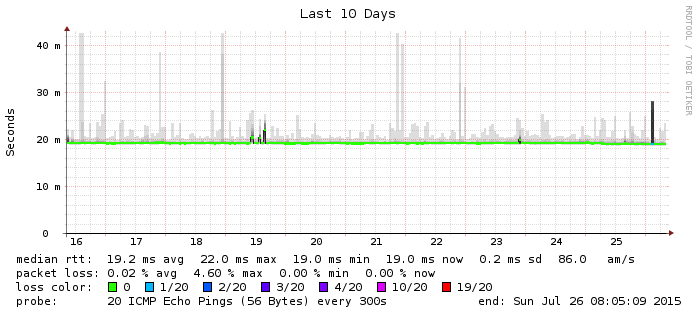 Last 10 Days
RRDTOOL / TOBI OETIKER
Seconds
40 m
30 m
20 m
10 m
0
16 17 18 19 20 21 22 23 24 25
median rtt: 19.2 ms avg 22.0 ms max 19.0 ms min 19.0 ms now 0.2 ms sd 86.0 am/s
packet loss: 0.02 % avg 4.60 % max 0.00 % min 0.00 % now
loss color: 0 1/20 2/20 3/20 4/20 10/20 19/20
probe: 20 ICMP Echo Pings (56 Bytes) every 300s end: Sun Jul 26 08:05:09 2015